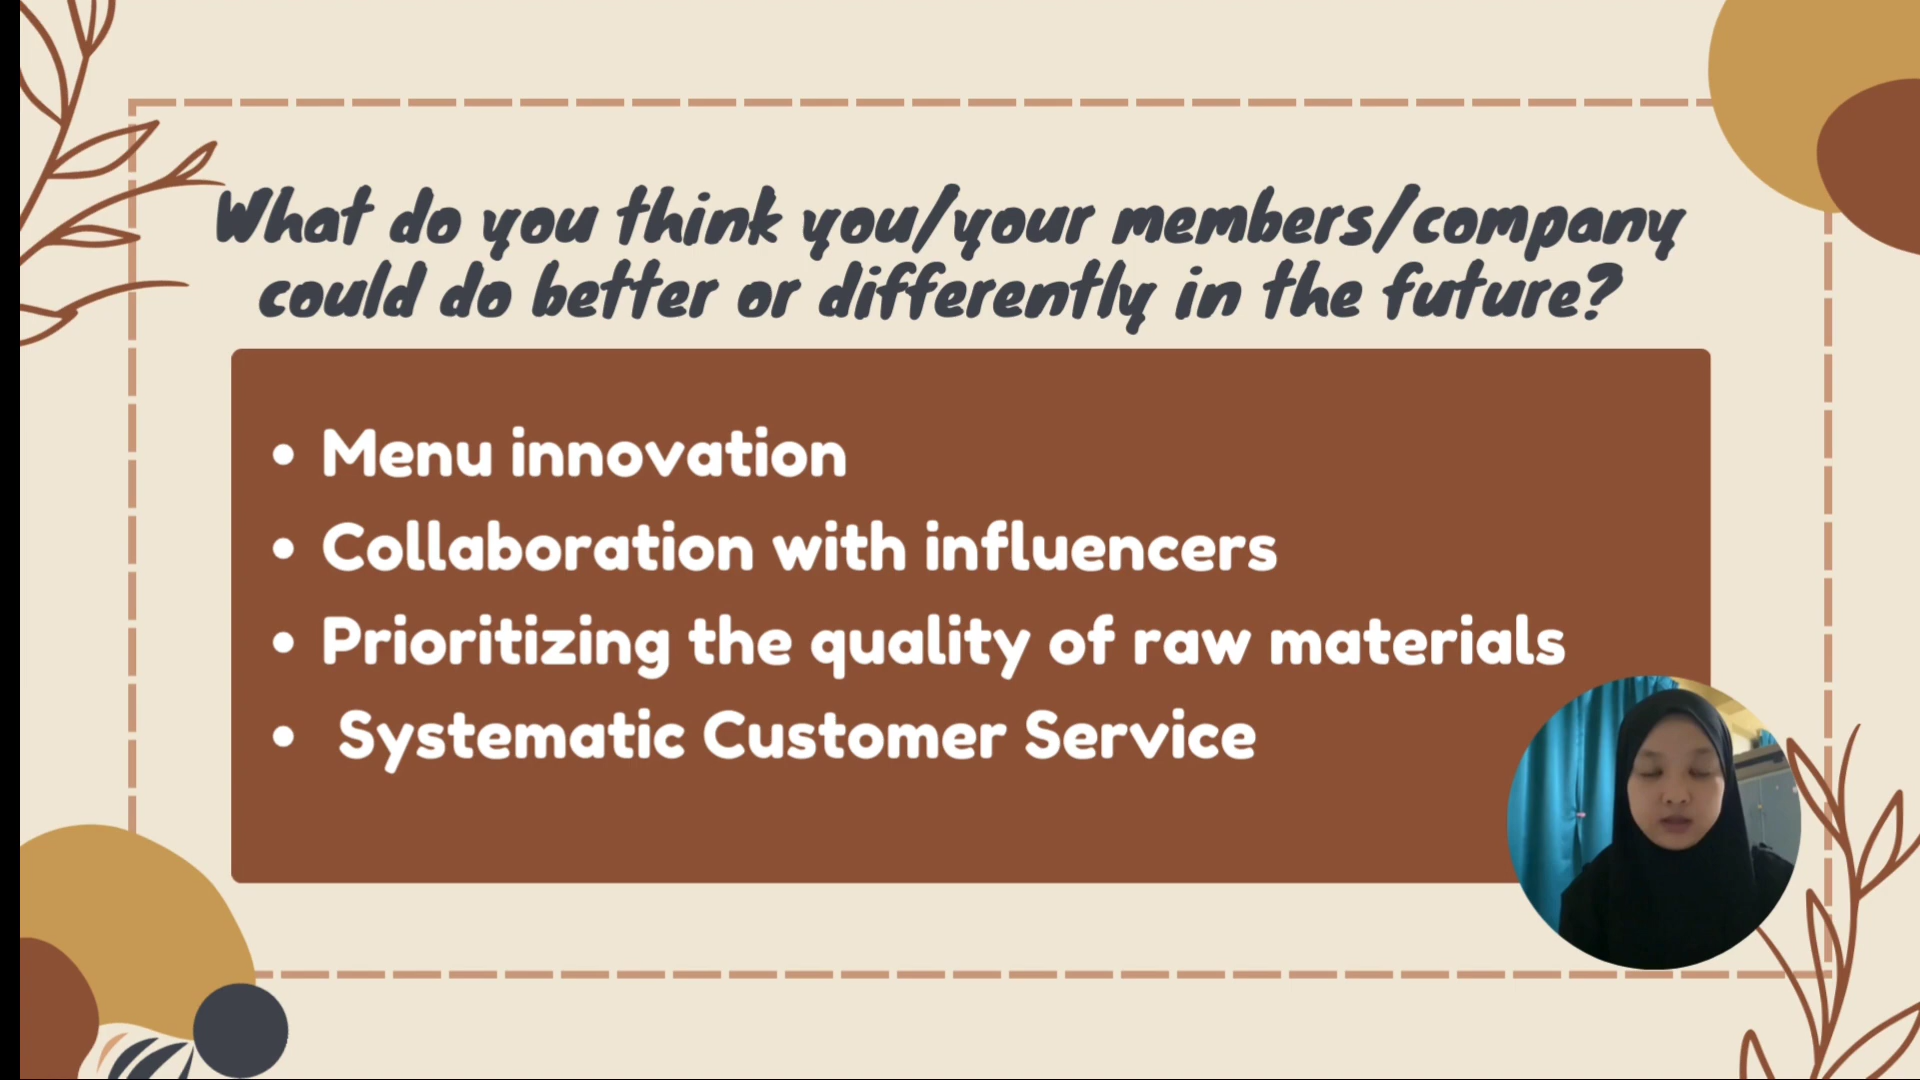 What do you think you/your members/company
could do better or differently in the future?
• Menu innovation
• Collaboration with influencers
• Prioritizing the quality of raw materials
• Systematic Customer Service